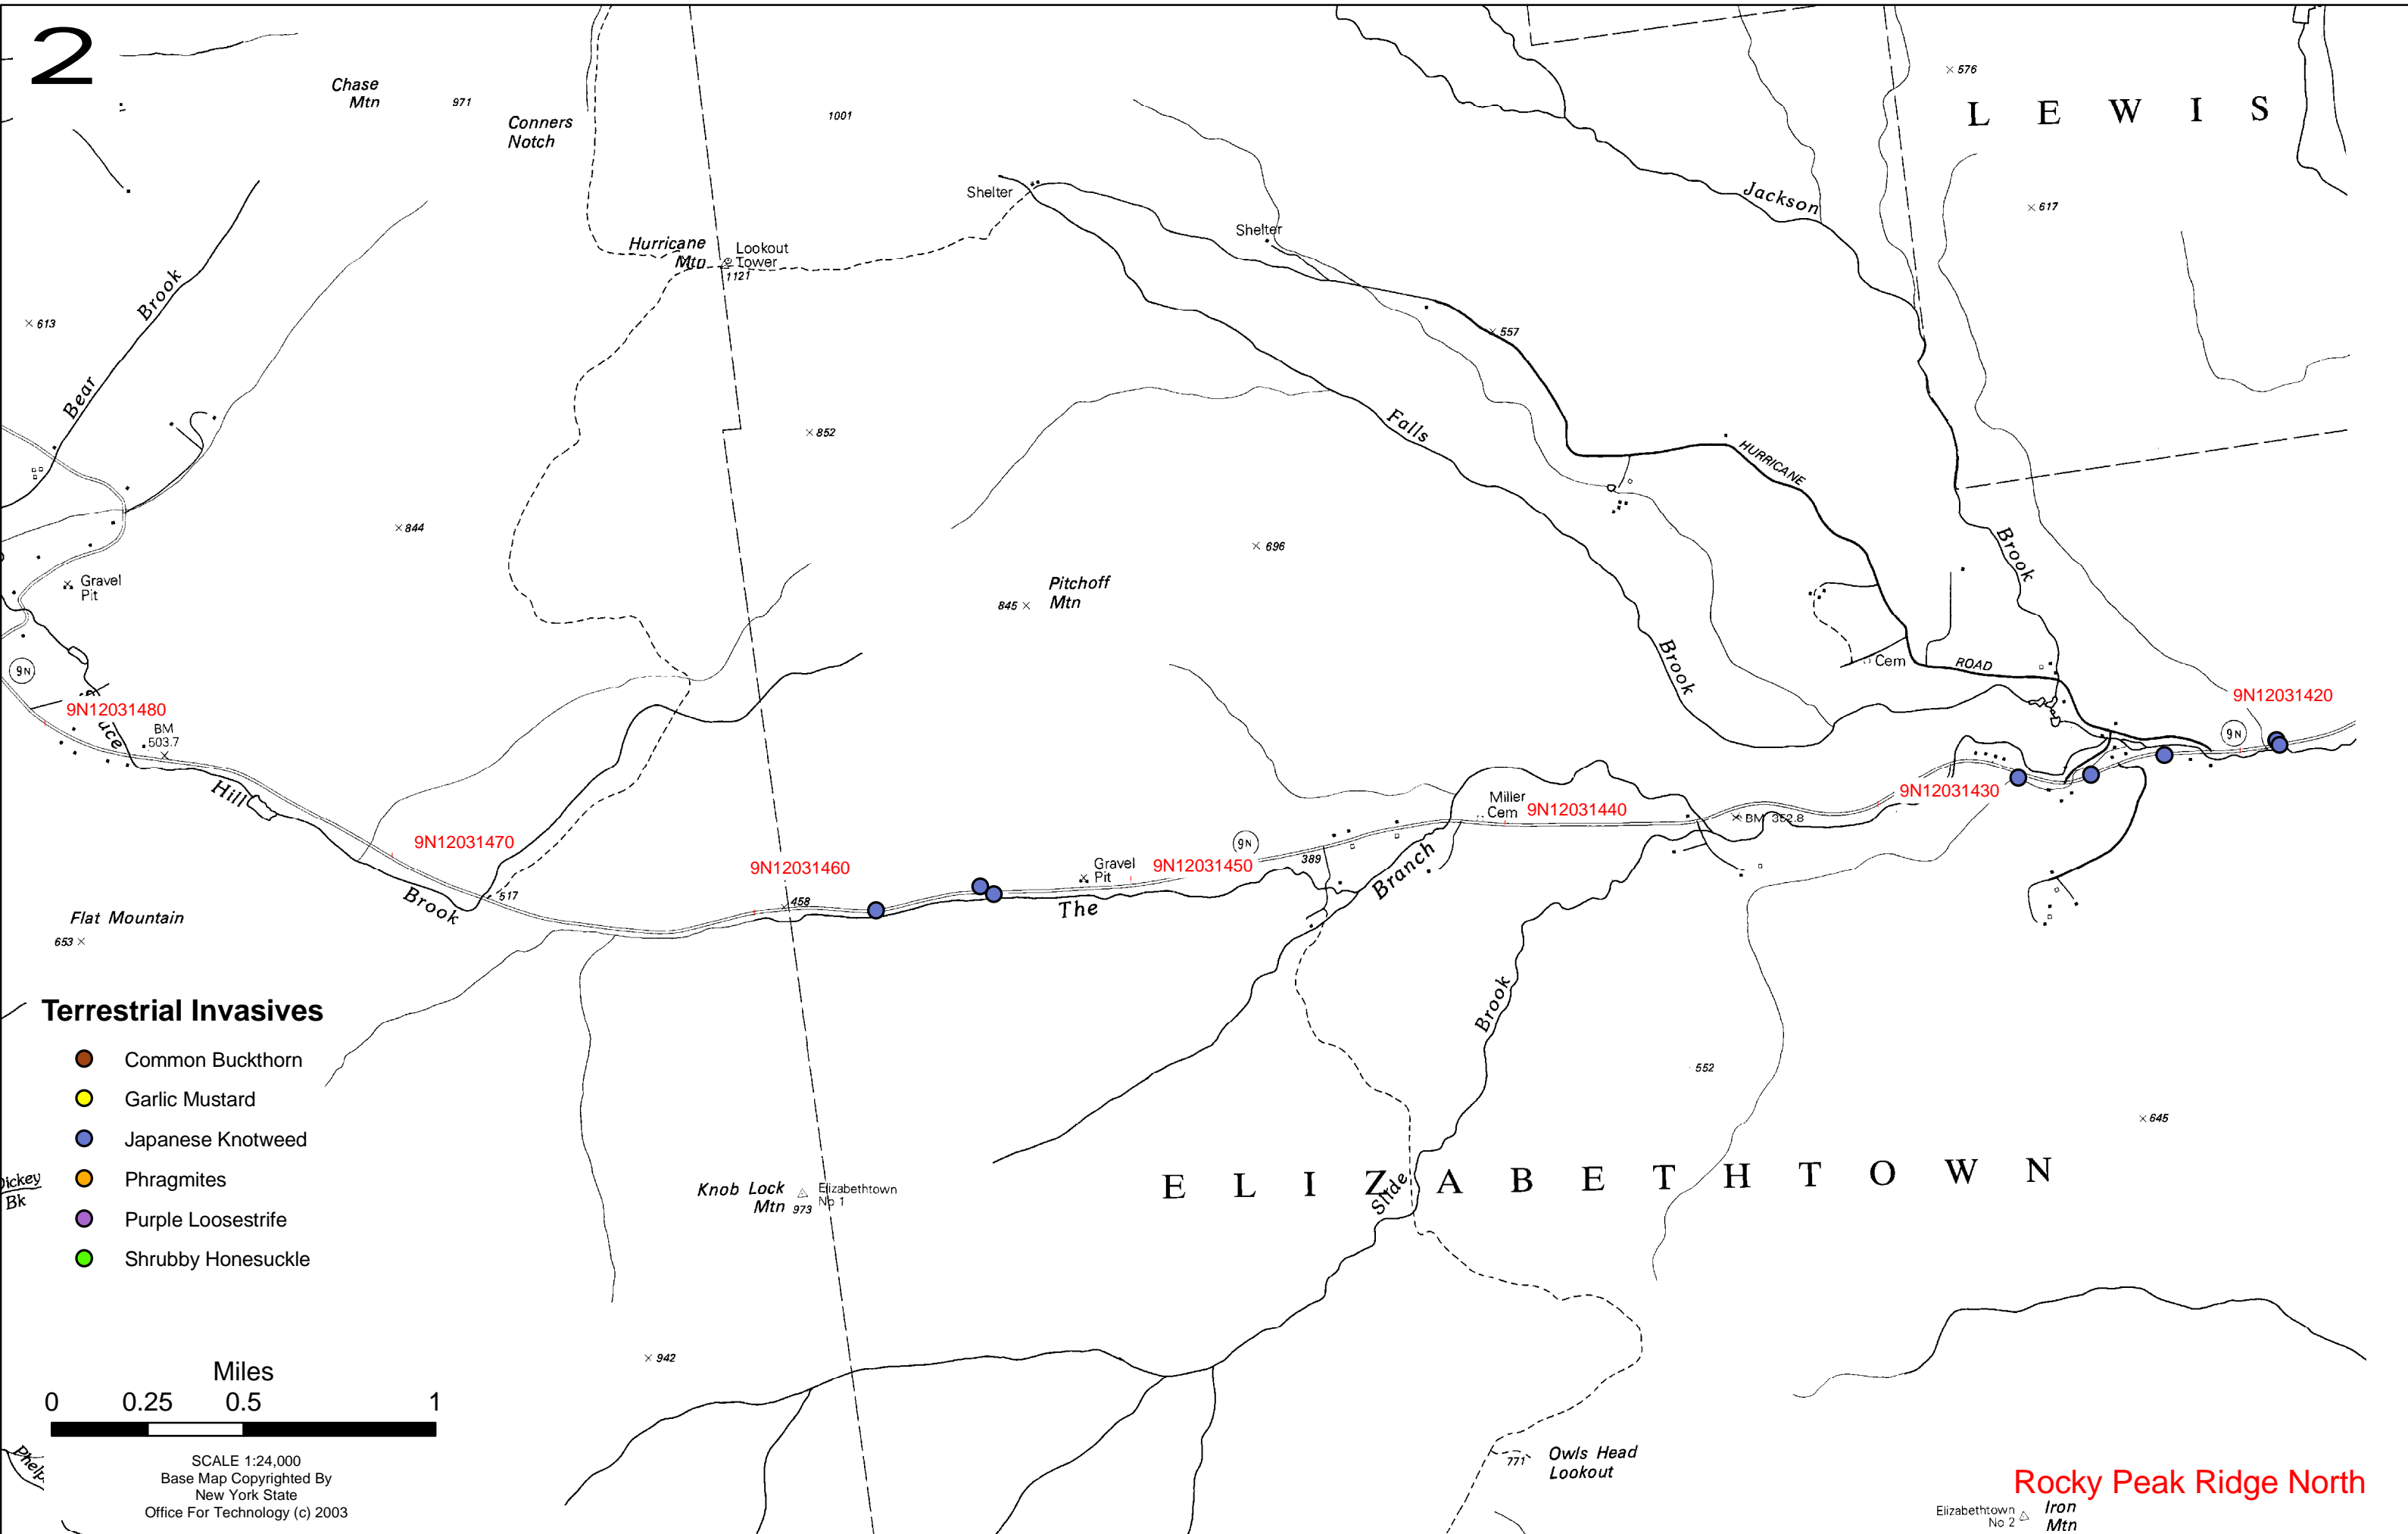 2
Chase
Mtn
971
Conners
Notch
1001
576
L E W I S
Shelter
Jackson
617
Shelter
Hurricane
Mtn
Lookout
Tower
1121
Brook
613
557
Bear
Falls
852
HURRICANE
844
696
Brook
Gravel
Pit
Pitchoff
Mtn
845
Brook
Cem
ROAD
9N
9N12031480
uce
BM
503.7
9N12031420
9N
Hill
9N12031470
9N12031460
Miller
Cem
9N12031440
9N12031430
BM 352.8
9N
389
Gravel
Pit
9N12031450
Branch
517
Brook
458
The
Flat Mountain
653
Brook
Terrestrial Invasives
Common Buckthorn
Garlic Mustard
Japanese Knotweed
Phragmites
Purple Loosestrife
Shrubby Honesuckle
552
645
Dickey
Bk
Knob Lock
Mtn 973
Elizabethtown
No 1
E L I Z A B E T H T O W N
Slide
942
Miles
0 0.25 0.5 1
SCALE 1:24,000
Base Map Copyrighted By
New York State
Office For Technology (c) 2003
Phelp
771
Owls Head
Lookout
Rocky Peak Ridge North
Elizabethtown
No 2
Iron
Mtn